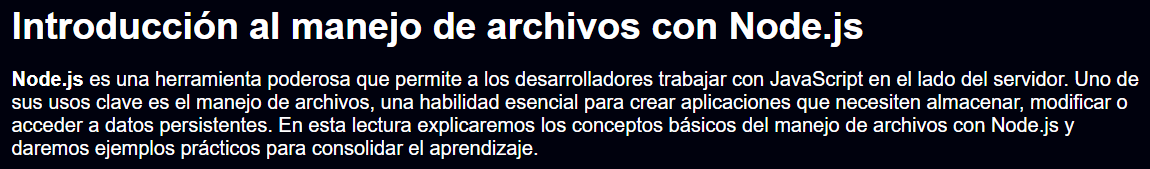 Introducción al manejo de archivos con Node.js
Node.js es una herramienta poderosa que permite a los desarrolladores trabajar con JavaScript en el lado del servidor. Uno de
sus usos clave es el manejo de archivos, una habilidad esencial para crear aplicaciones que necesiten almacenar, modificar o
acceder a datos persistentes. En esta lectura explicaremos los conceptos básicos del manejo de archivos con Node.js y
daremos ejemplos prácticos para consolidar el aprendizaje.